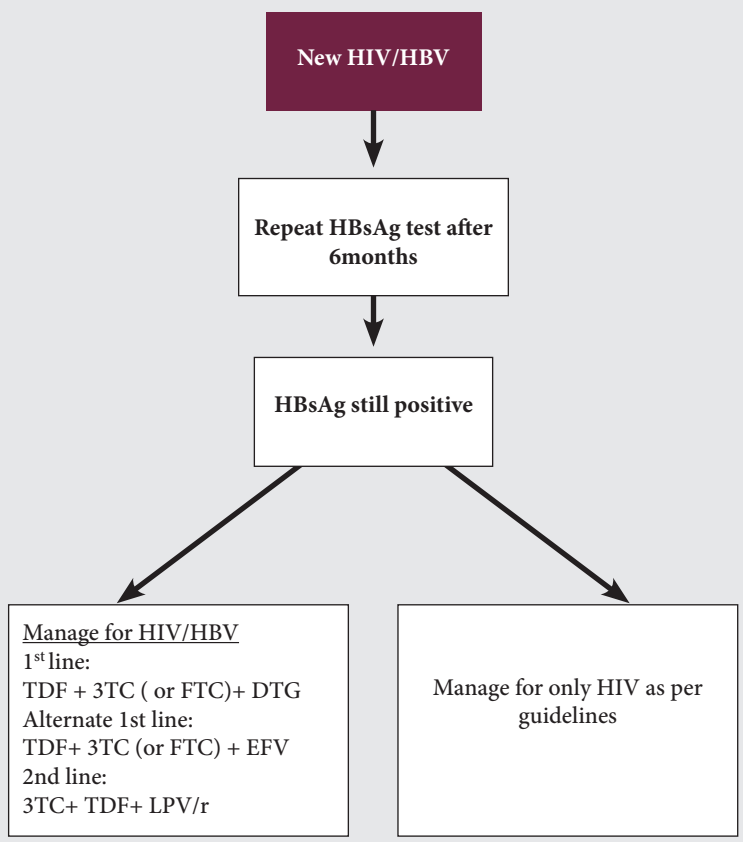 New HIV/HBV
Repeat HBsAg test after
6months
HBsAg still positive
Manage for HIV/HBV
1st line:
TDF + 3TC ( or FTC)+ DTG
Alternate 1st line:
TDF+ 3TC (or FTC) + EFV
2nd line:
3TC+ TDF+ LPV/r
Manage for only HIV as per
guidelines